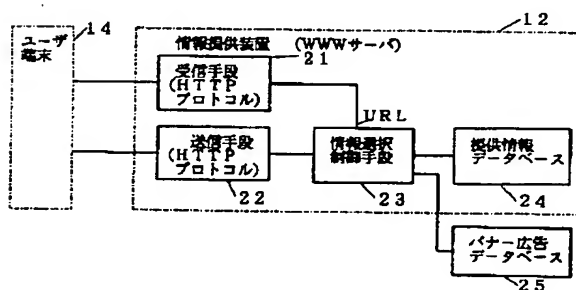 14
12
ユーザ
端末
情報提供装置 (WWWサーバ)
21
受信手段
(HTTP
プロトコル)
URL
送信手段
(HTTP
プロトコル)
22
情報選択
制御手段
23
提供情報
データベース
24
バナー広告
データベース
25